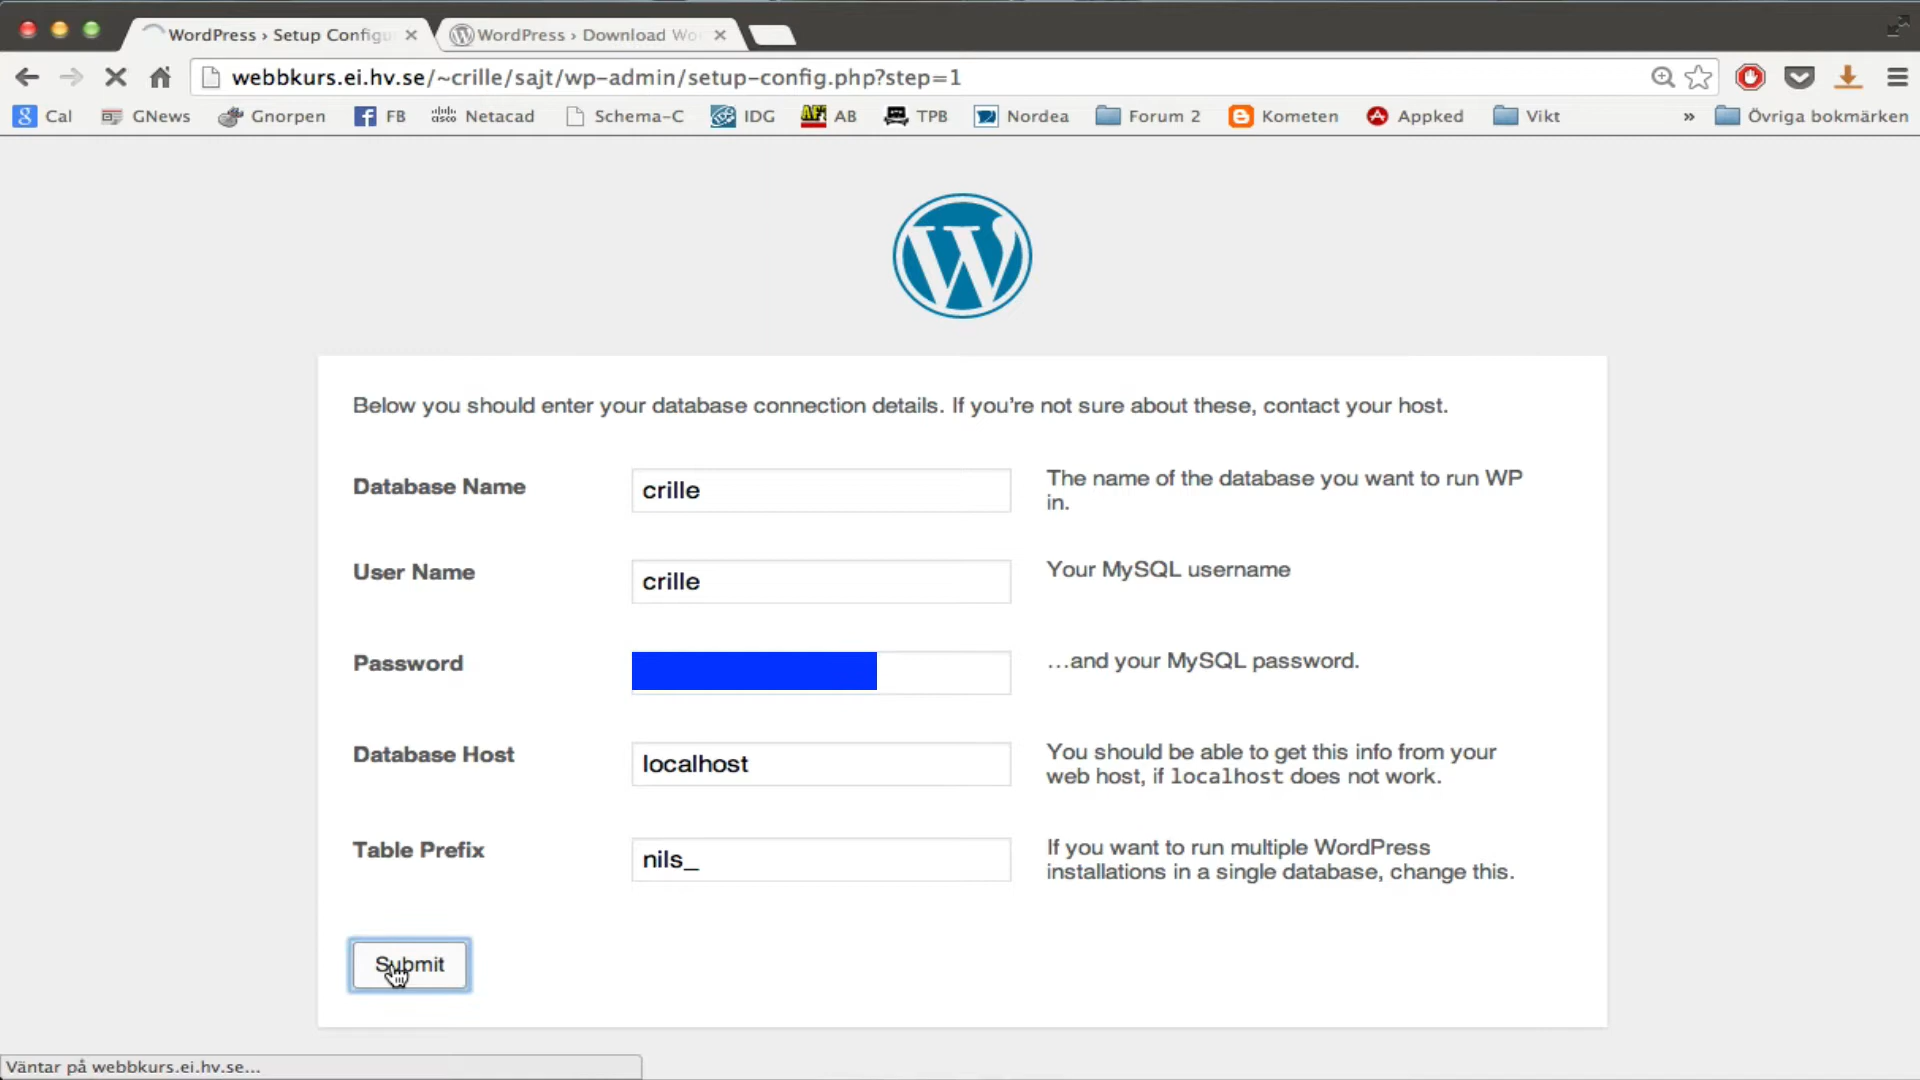 WordPress › Setup Configu
WordPress › Download Wo
webbkurs.ei.hv.se/~crille/sajt/wp-admin/setup-config.php?step=1
Cal GNews Gnorpen FB Netacad Schema-C IDG AB TPB Nordea Forum 2 Kometen Appked Vikt » Övriga bokmärken
Below you should enter your database connection details. If you’re not sure about these, contact your host.
Database Name
crille
The name of the database you want to run WP
in.
User Name
crille
Your MySQL username
Password
…and your MySQL password.
Database Host
localhost
You should be able to get this info from your
web host, if localhost does not work.
Table Prefix
nils_
If you want to run multiple WordPress
installations in a single database, change this.
Submit
Väntar på webbkurs.ei.hv.se...